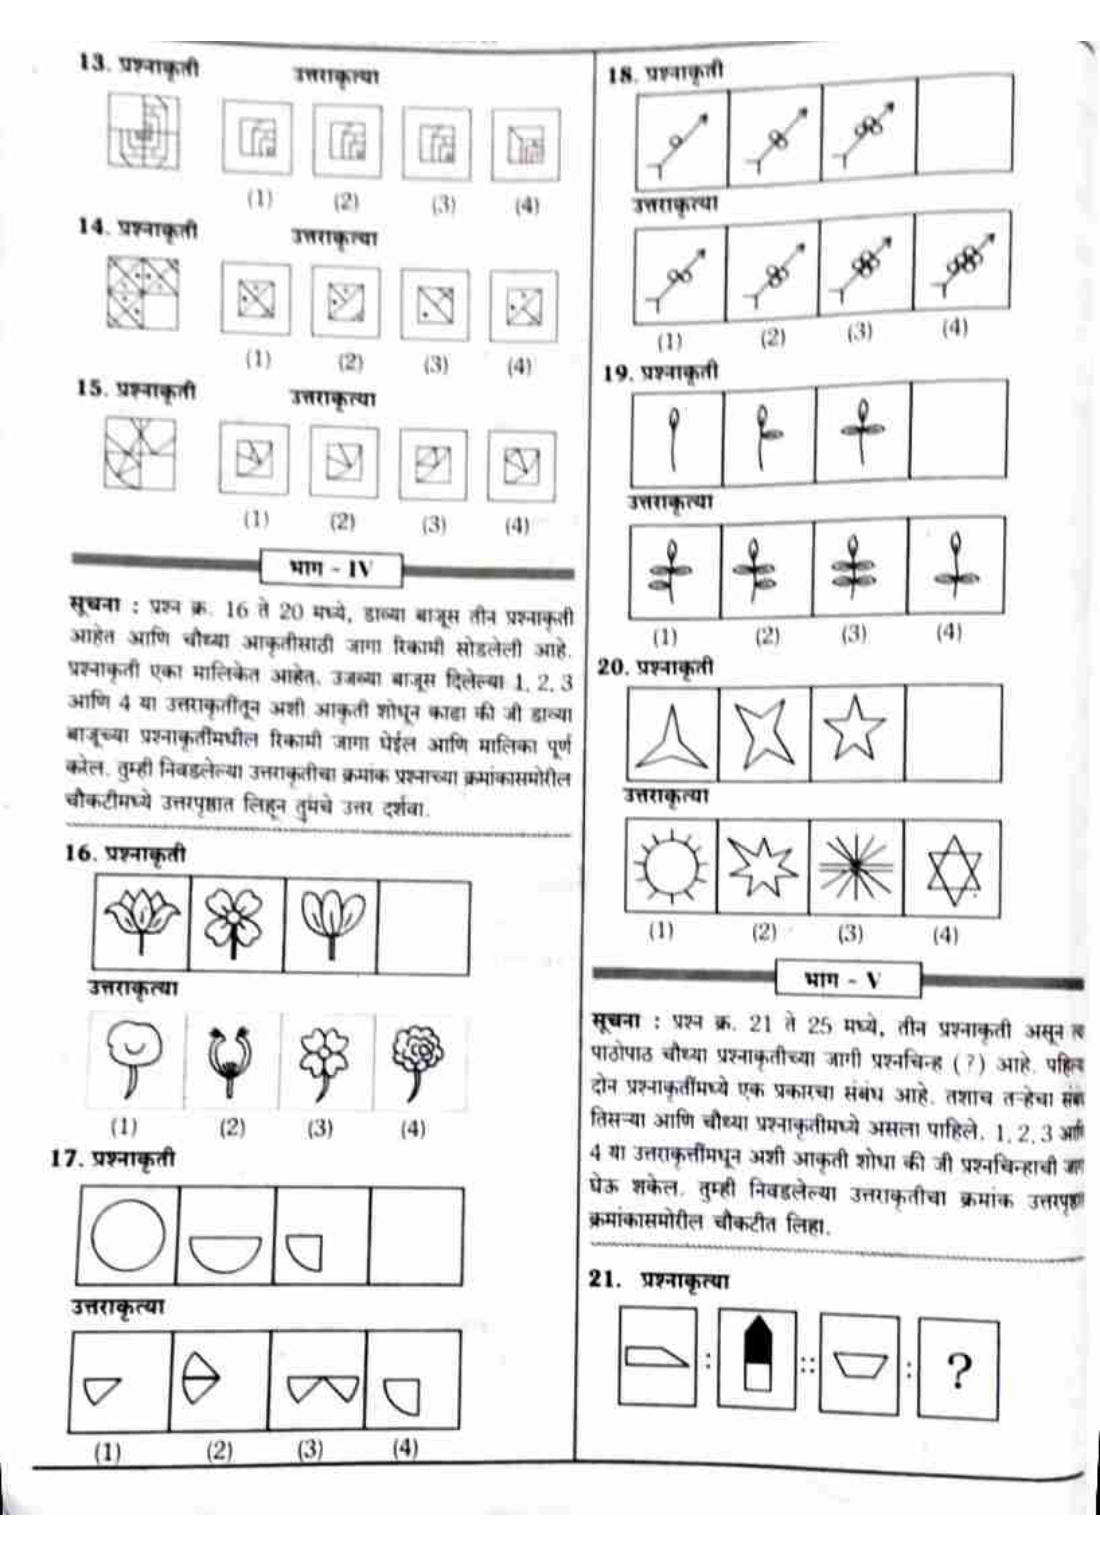 13. प्रश्नाकृती उत्तराकृत्या
(1) (2) (3) (4)
14. प्रश्नाकृती उत्तराकृत्या
(1) (2) (3) (4)
15. प्रश्नाकृती उत्तराकृत्या
(1) (2) (3) (4)
भाग - IV
सूचना : प्रश्न क्र. 16 ते 20 मध्ये, डाव्या बाजूस तीन प्रश्नाकृती
आहेत आणि चौथ्या आकृतीसाठी जागा रिकामी सोडलेली आहे.
प्रश्नाकृती एका मालिकेत आहेत. उजव्या बाजूस दिलेल्या 1, 2, 3
आणि 4 या उत्तराकृतींतून अशी आकृती शोधून काढा की जी डाव्या
बाजूच्या प्रश्नाकृतींमधील रिकामी जागा घेईल आणि मालिका पूर्ण
करेल. तुम्ही निवडलेल्या उत्तराकृतीचा क्रमांक प्रश्नाच्या क्रमांकासमोरील
चौकटीमध्ये उत्तरपृष्ठात लिहून तुमचे उत्तर दर्शवा.
16. प्रश्नाकृती
उत्तराकृत्या
(1) (2) (3) (4)
17. प्रश्नाकृती
उत्तराकृत्या
(1) (2) (3) (4)
18. प्रश्नाकृती
उत्तराकृत्या
(1) (2) (3) (4)
19. प्रश्नाकृती
उत्तराकृत्या
(1) (2) (3) (4)
20. प्रश्नाकृती
उत्तराकृत्या
(1) (2) (3) (4)
भाग - V
सूचना : प्रश्न क्र. 21 ते 25 मध्ये, तीन प्रश्नाकृती असून त्य
पाठोपाठ चौथ्या प्रश्नाकृतीच्या जागी प्रश्नचिन्ह (?) आहे. पहिल्य
दोन प्रश्नाकृतींमध्ये एक प्रकारचा संबंध आहे. तशाच तऱ्हेचा संबं
तिसऱ्या आणि चौथ्या प्रश्नाकृतीमध्ये असला पाहिले. 1, 2, 3 आणि
4 या उत्तराकृतींमधून अशी आकृती शोधा की जी प्रश्नचिन्हाची जागा
घेऊ शकेल. तुम्ही निवडलेल्या उत्तराकृतीचा क्रमांक
क्रमांकासमोरील चौकटीत लिहा.
21. प्रश्नाकृत्या
: :: : ?